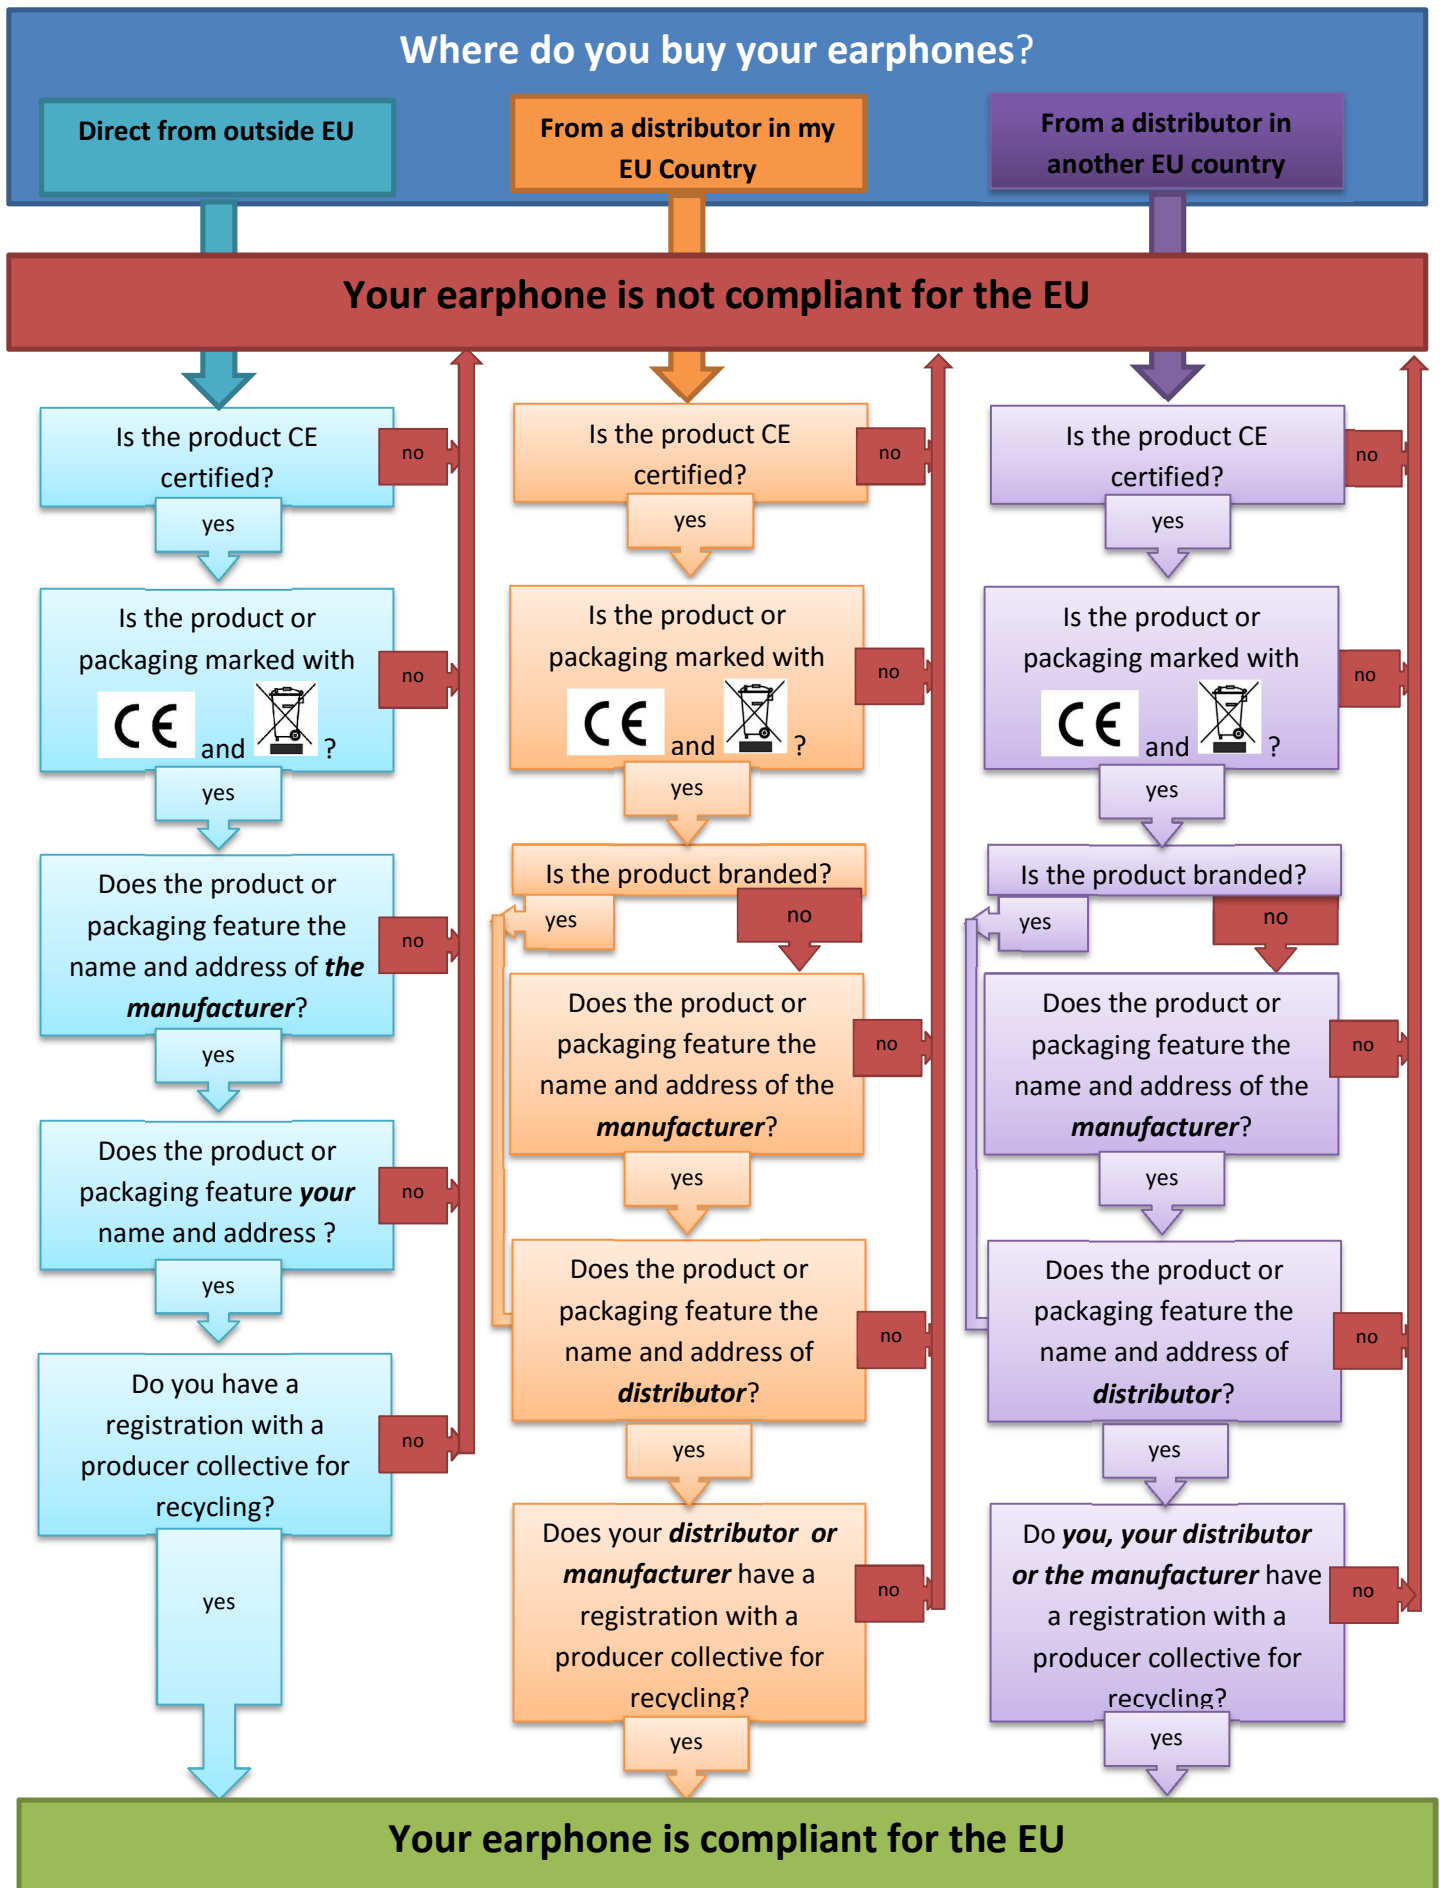 Where do you buy your earphones?
Direct from outside EU
From a distributor in my
EU Country
From a distributor in
another EU country
Your earphone is not compliant for the EU
Is the product CE
certified?
no
yes
Is the product or
packaging marked with
CE and ?
no
yes
Does the product or
packaging feature the
name and address of the
manufacturer?
no
yes
Does the product or
packaging feature your
name and address ?
no
yes
Do you have a
registration with a
producer collective for
recycling?
no
yes
Is the product CE
certified?
no
yes
Is the product or
packaging marked with
CE and ?
no
yes
Is the product branded?
yes
no
Does the product or
packaging feature the
name and address of the
manufacturer?
no
yes
Does the product or
packaging feature the
name and address of
distributor?
no
yes
Does your distributor or
manufacturer have a
registration with a
producer collective for
recycling?
no
yes
Is the product CE
certified?
no
yes
Is the product or
packaging marked with
CE and ?
no
yes
Is the product branded?
yes
no
Does the product or
packaging feature the
name and address of the
manufacturer?
no
yes
Does the product or
packaging feature the
name and address of
distributor?
no
yes
Do you, your distributor
or the manufacturer have
a registration with a
producer collective for
recycling?
no
yes
Your earphone is compliant for the EU